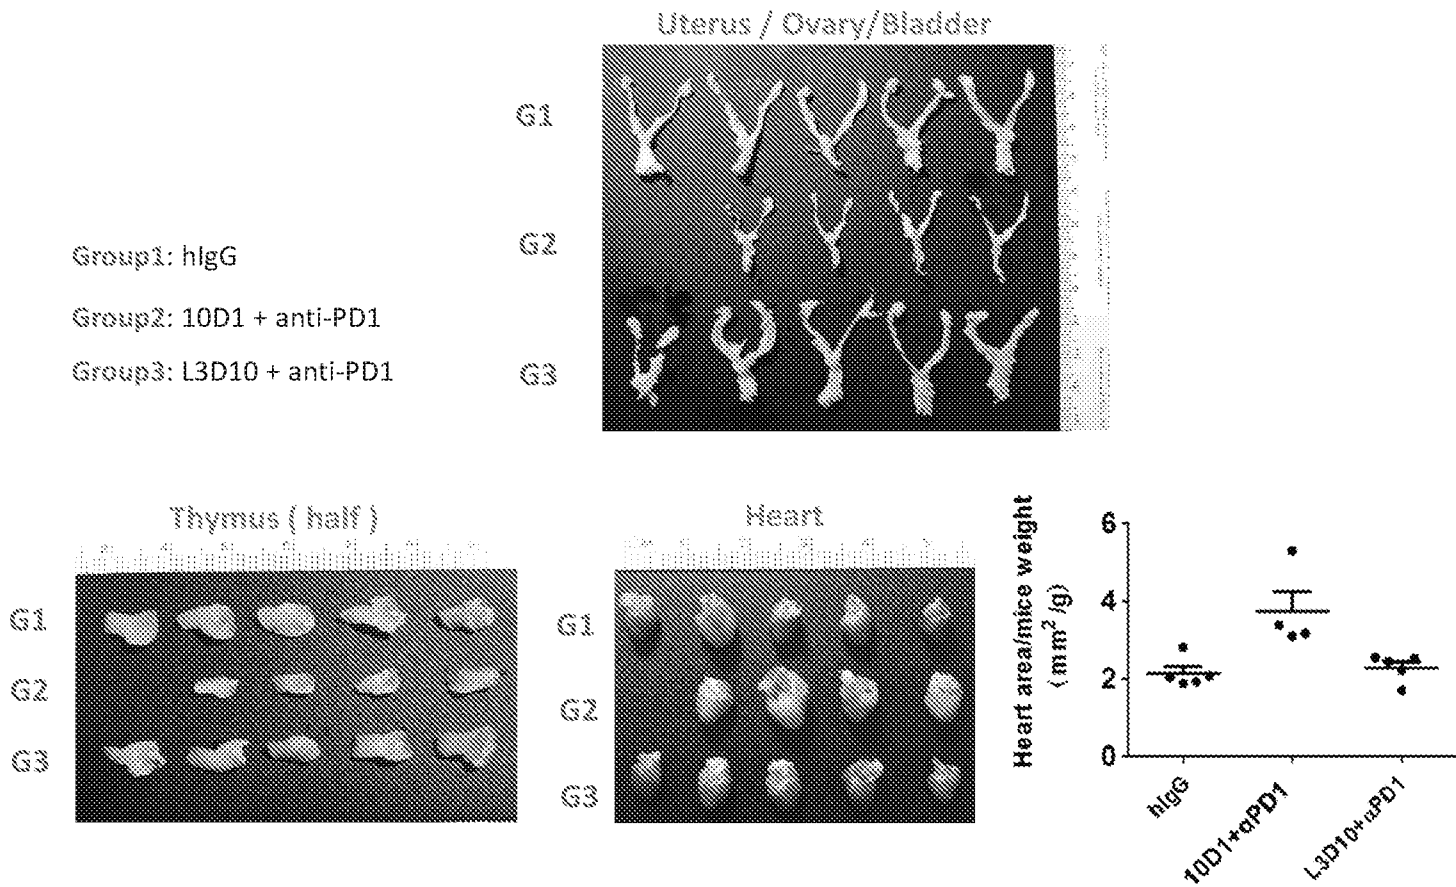 Uterus / Ovary/Bladder
G1
G2
G3
Group1: hIgG
Group2: 10D1 + anti-PD1
Group3: L3D10 + anti-PD1
Thymus ( half )
G1
G2
G3
Heart
G1
G2
G3
Heart area/mice weight
(mm²/g)
6
4
2
0
hIgG
10D1+αPD1
L3D10+αPD1